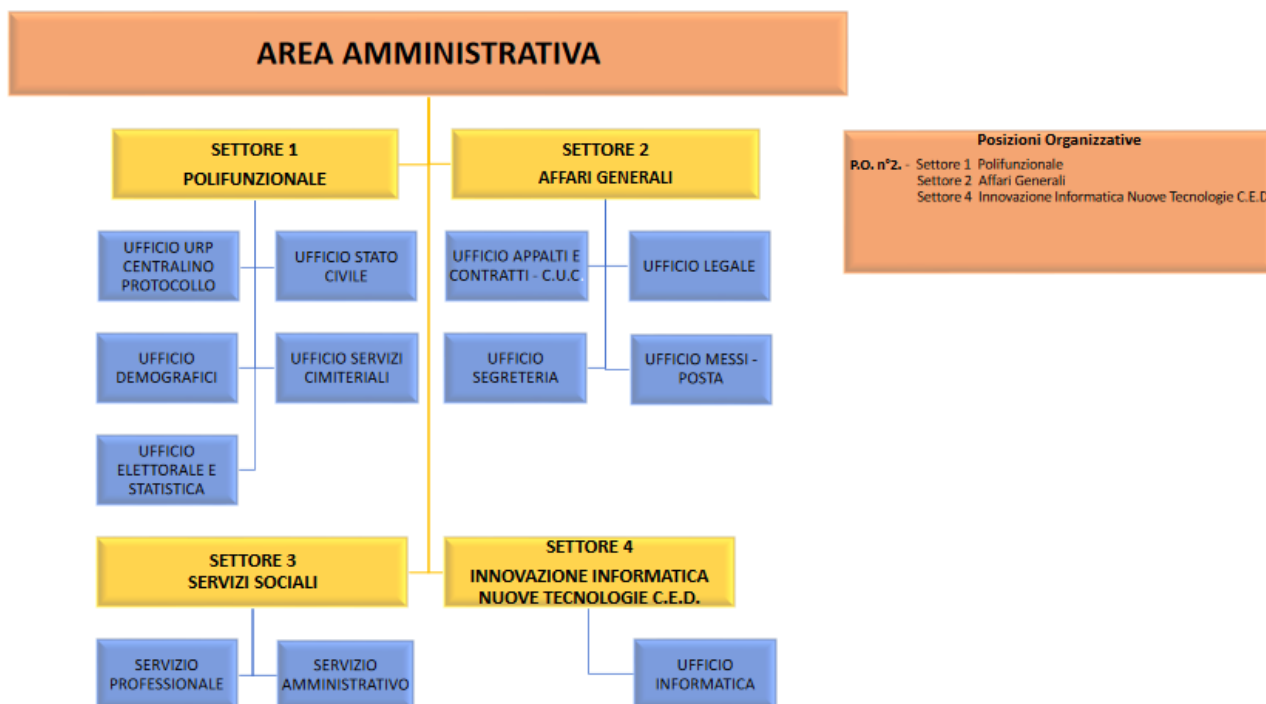 AREA AMMINISTRATIVA
SETTORE 1
POLIFUNZIONALE
SETTORE 2
AFFARI GENERALI
Posizioni Organizzative
P.O. n°2. - Settore 1 Polifunzionale
Settore 2 Affari Generali
Settore 4 Innovazione Informatica Nuove Tecnologie C.E.D
UFFICIO URP
CENTRALINO
PROTOCOLLO
UFFICIO STATO
CIVILE
UFFICIO APPALTI E
CONTRATTI - C.U.C.
UFFICIO LEGALE
UFFICIO
DEMOGRAFICI
UFFICIO SERVIZI
CIMITERIALI
UFFICIO
SEGRETERIA
UFFICIO MESSI -
POSTA
UFFICIO
ELETTORALE E
STATISTICA
SETTORE 3
SERVIZI SOCIALI
SETTORE 4
INNOVAZIONE INFORMATICA
NUOVE TECNOLOGIE C.E.D.
SERVIZIO
PROFESSIONALE
SERVIZIO
AMMINISTRATIVO
UFFICIO
INFORMATICA